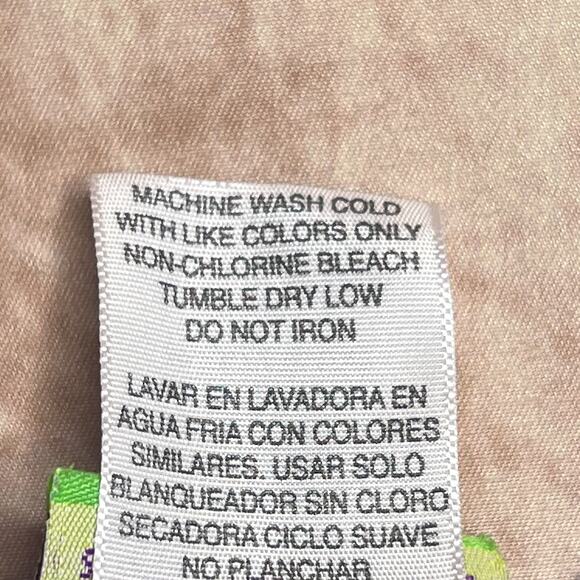 MACHINE WASH COLD
WITH LIKE COLORS ONLY
NON-CHLORINE BLEACH
TUMBLE DRY LOW
DO NOT IRON
LAVAR EN LAVADORA EN
AGUA FRIA CON COLORES
SIMILARES. USAR SOLO
BLANQUEADOR SIN CLORO
SECADORA CICLO SUAVE
NO PLANCHAR